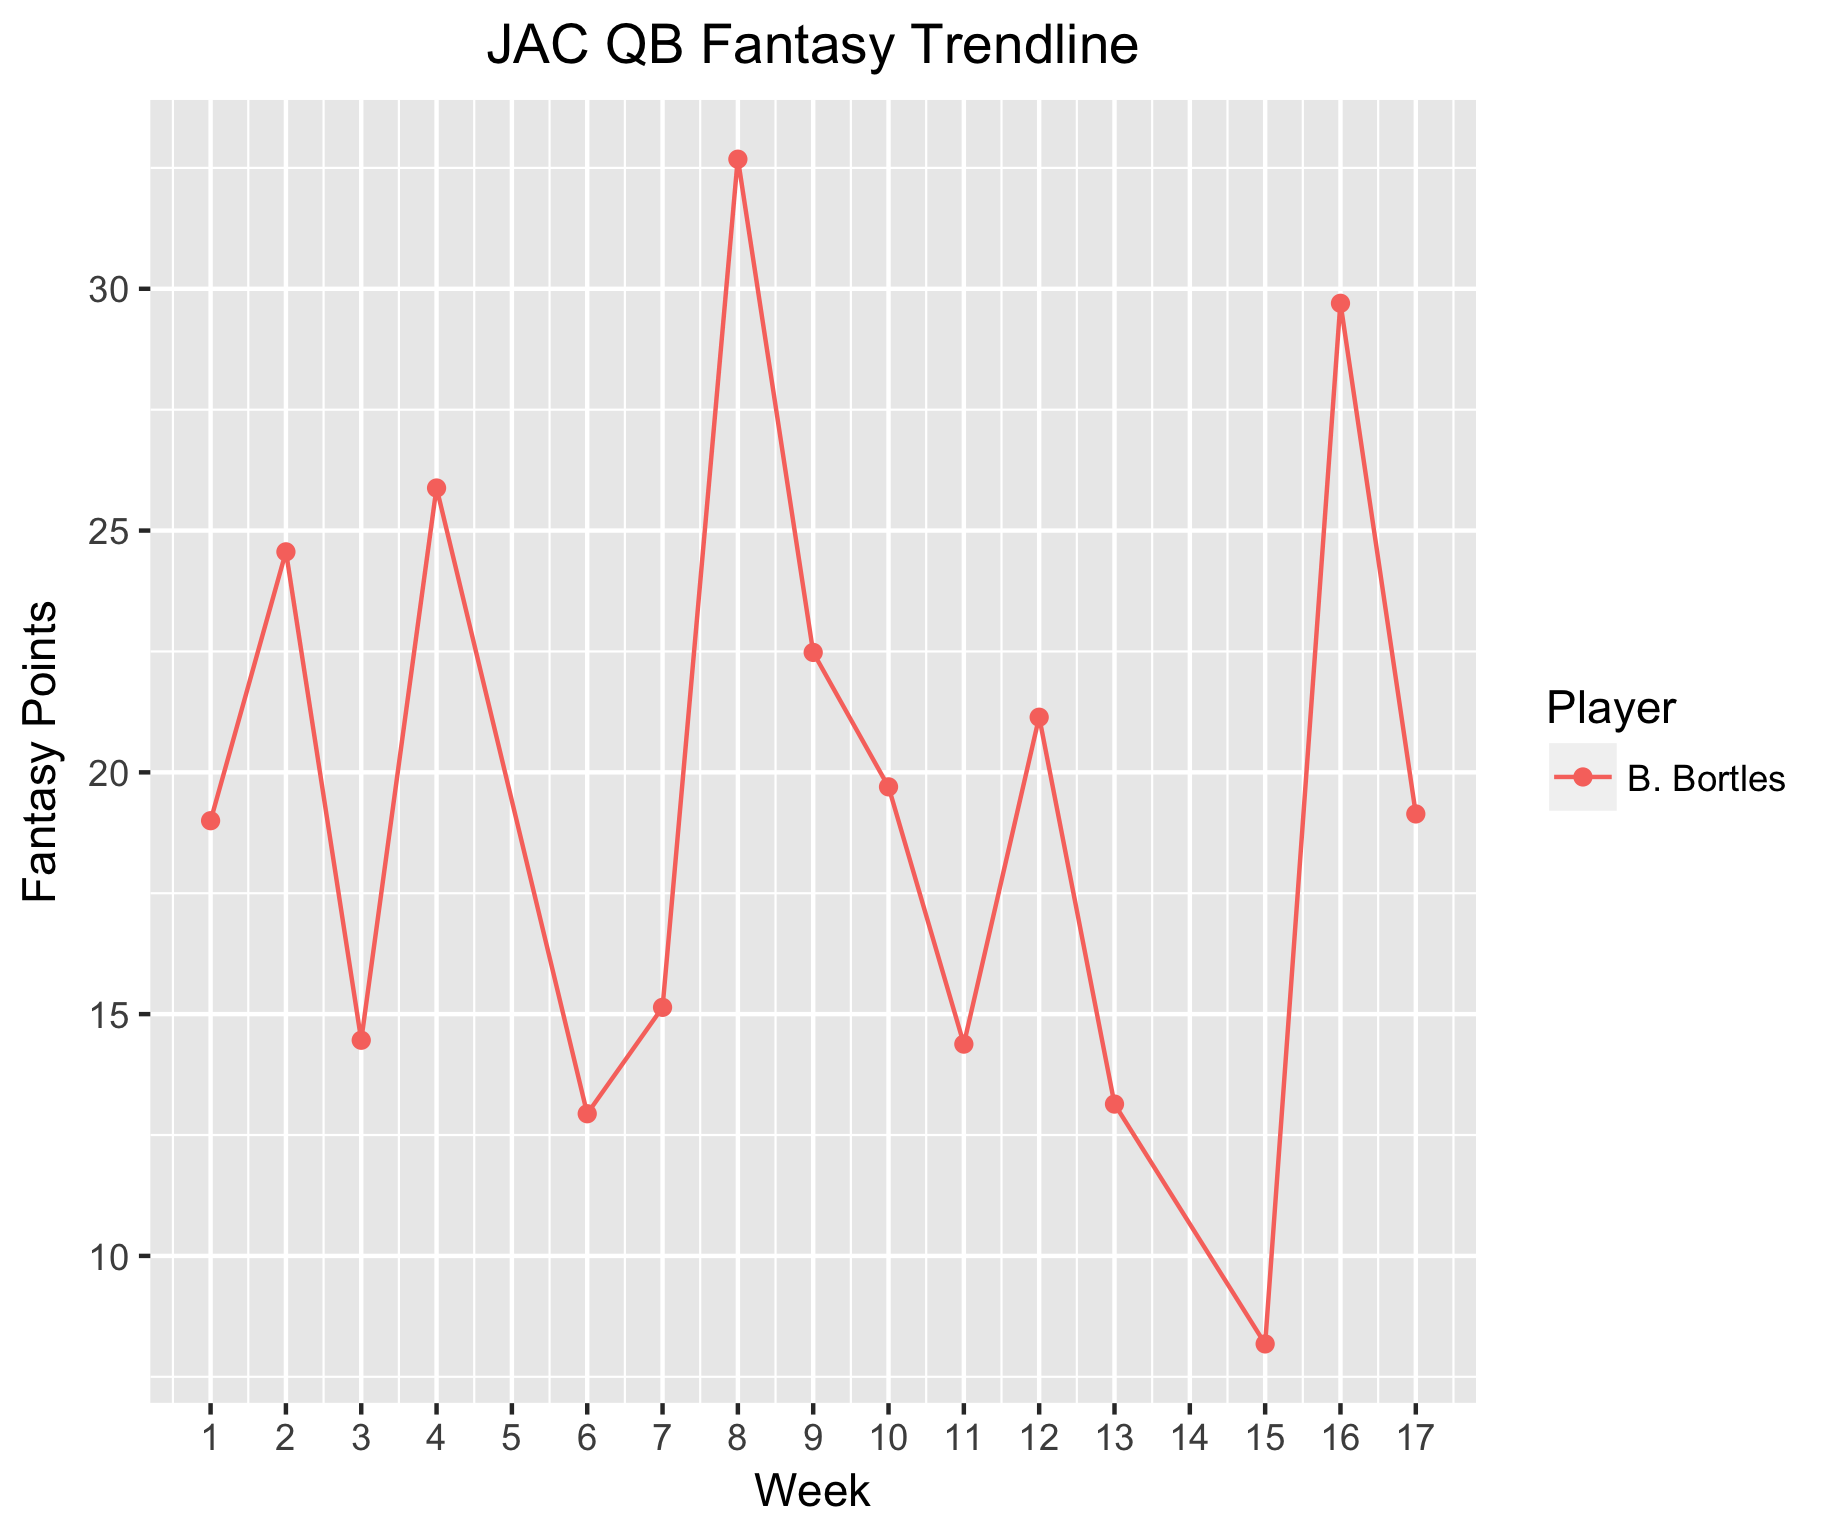 JAC QB Fantasy Trendline
Fantasy Points
30
25
20
15
10
1 2 3 4 5 6 7 8 9 10 11 12 13 14 15 16 17
Week
Player
B. Bortles